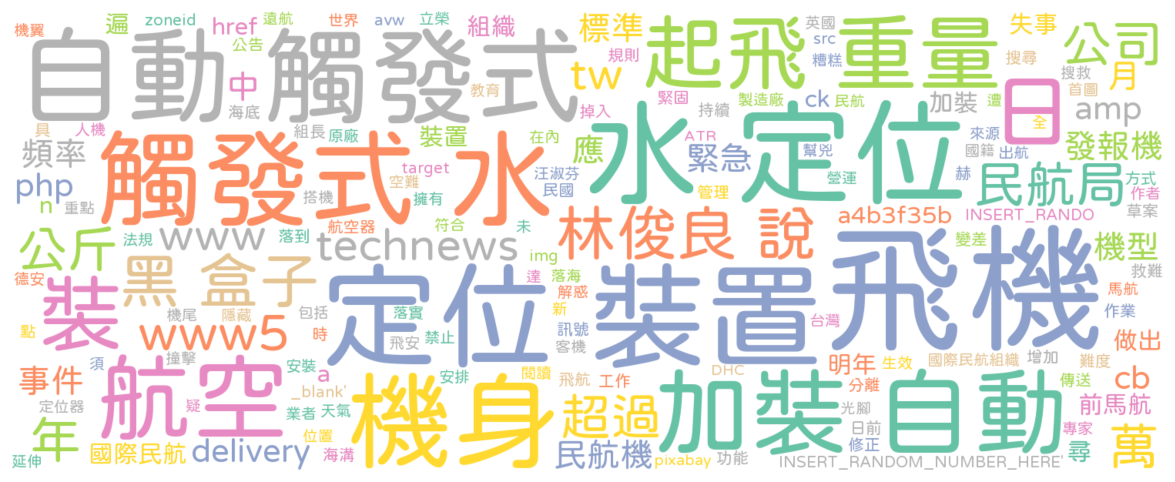 機翼 遍 zoneid href 遠航 世界 avw 立榮 組織 標準 英國 失事
公告 規則 src 搜尋 公司
自動 觸發式 起飛 重量
中 tw 糟糕 搜救 月
海底 教育 緊固 持續 製造廠 ck 民航 加裝 遭 日 首圖 amp
具 人機 組長 原廠 裝置 在內 掉入 ATR 全
頻率 觸發式 水 應 緊急 水 定位 來源 發報機
target 幫兇 國籍 出航
php 空難 汪淑芬 管理 營運 赫 民航局 方式
n 重點 搭機 擁有 民國 作者
公斤 法規 www 航空器 符合 未 林俊良 說 a4b3f35b INSERT_RANDO 草案
落到 technews img 變差 機型
德安 黑 盒子 達 落海 飛機 救難
裝 定位 解惑 裝置 馬航
機尾 隱藏 包括 落實 新 作業
點 www5 時 禁止 訊號 台灣
須 撞擊 飛安 客機 做出
航空 安裝 閱讀 飛航 DHC 明年 生效 國際民航組織 增加 難度
事件 a 安排 工作 分離 傳送 cb
定位器 疑 _blank' 機身 加裝 自動
業者 天氣 超過 光腳 前馬航
年 位置 日前 專家
國際民航 delivery 海溝 民航機 修正 尋 萬
延伸 pixabay 功能 INSERT_RANDOM_NUMBER_HERE'